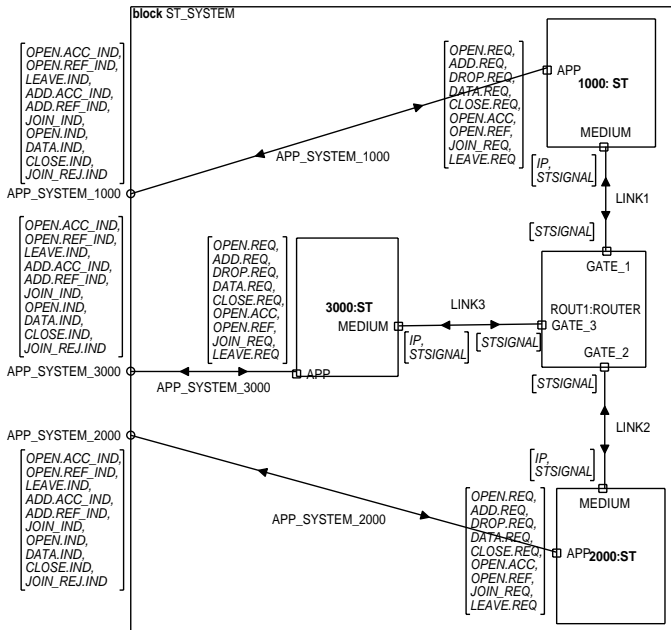 block ST_SYSTEM
OPEN.ACC_IND,
OPEN.REF_IND,
LEAVE.IND,
ADD.ACC_IND,
ADD.REF_IND,
JOIN_IND,
OPEN.IND,
DATA.IND,
CLOSE.IND,
JOIN_REJ.IND
APP_SYSTEM_1000
OPEN.REQ,
ADD.REQ,
DROP.REQ,
DATA.REQ,
CLOSE.REQ,
OPEN.ACC,
OPEN.REF,
JOIN_REQ,
LEAVE.REQ
APP
1000: ST
MEDIUM
APP_SYSTEM_1000
IP,
STSIGNAL
LINK1
STSIGNAL
GATE_1
OPEN.ACC_IND,
OPEN.REF_IND,
LEAVE.IND,
ADD.ACC_IND,
ADD.REF_IND,
JOIN_IND,
OPEN.IND,
DATA.IND,
CLOSE.IND,
JOIN_REJ.IND
APP_SYSTEM_3000
OPEN.REQ,
ADD.REQ,
DROP.REQ,
DATA.REQ,
CLOSE.REQ,
OPEN.ACC,
OPEN.REF,
JOIN_REQ,
LEAVE.REQ
3000:ST
MEDIUM
APP
APP_SYSTEM_3000
LINK3
IP,
STSIGNAL
STSIGNAL
ROUT1:ROUTER
GATE_3
GATE_2
STSIGNAL
LINK2
IP,
STSIGNAL
APP_SYSTEM_2000
OPEN.ACC_IND,
OPEN.REF_IND,
LEAVE.IND,
ADD.ACC_IND,
ADD.REF_IND,
JOIN_IND,
OPEN.IND,
DATA.IND,
CLOSE.IND,
JOIN_REJ.IND
APP_SYSTEM_2000
OPEN.REQ,
ADD.REQ,
DROP.REQ,
DATA.REQ,
CLOSE.REQ,
OPEN.ACC,
OPEN.REF,
JOIN_REQ,
LEAVE.REQ
MEDIUM
APP
2000:ST